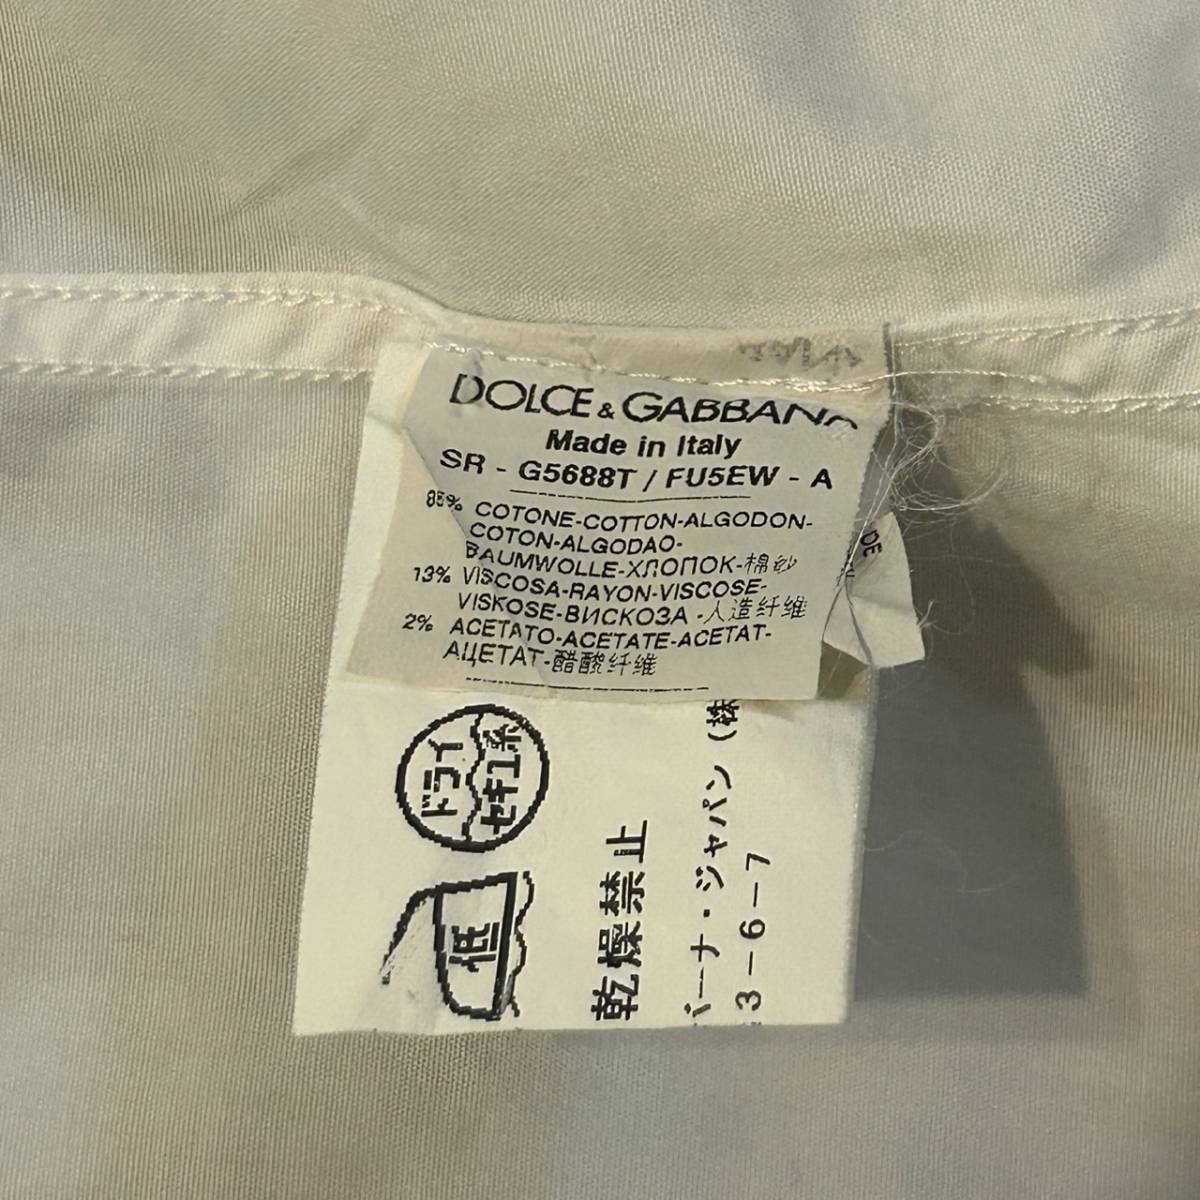 DOLCE & GABBANA
Made in Italy
SR - G5688T / FU5EW - A
85% COTONE-COTTON-ALGODON-
COTON-ALGODAO-
BAUMWOLLE-ХЛОПОК-棉纱
13% VISCOSA-RAYON-VISCOSE-
VISKOSE-ВИСКОЗА-人造纤维
2% ACETATO-ACETATE-ACETAT-
АЦЕТАТ-醋酸纤维
DE
ドライ
セキユ系
低
乾燥禁止
バーナ・ジャパン (株
3-6-7